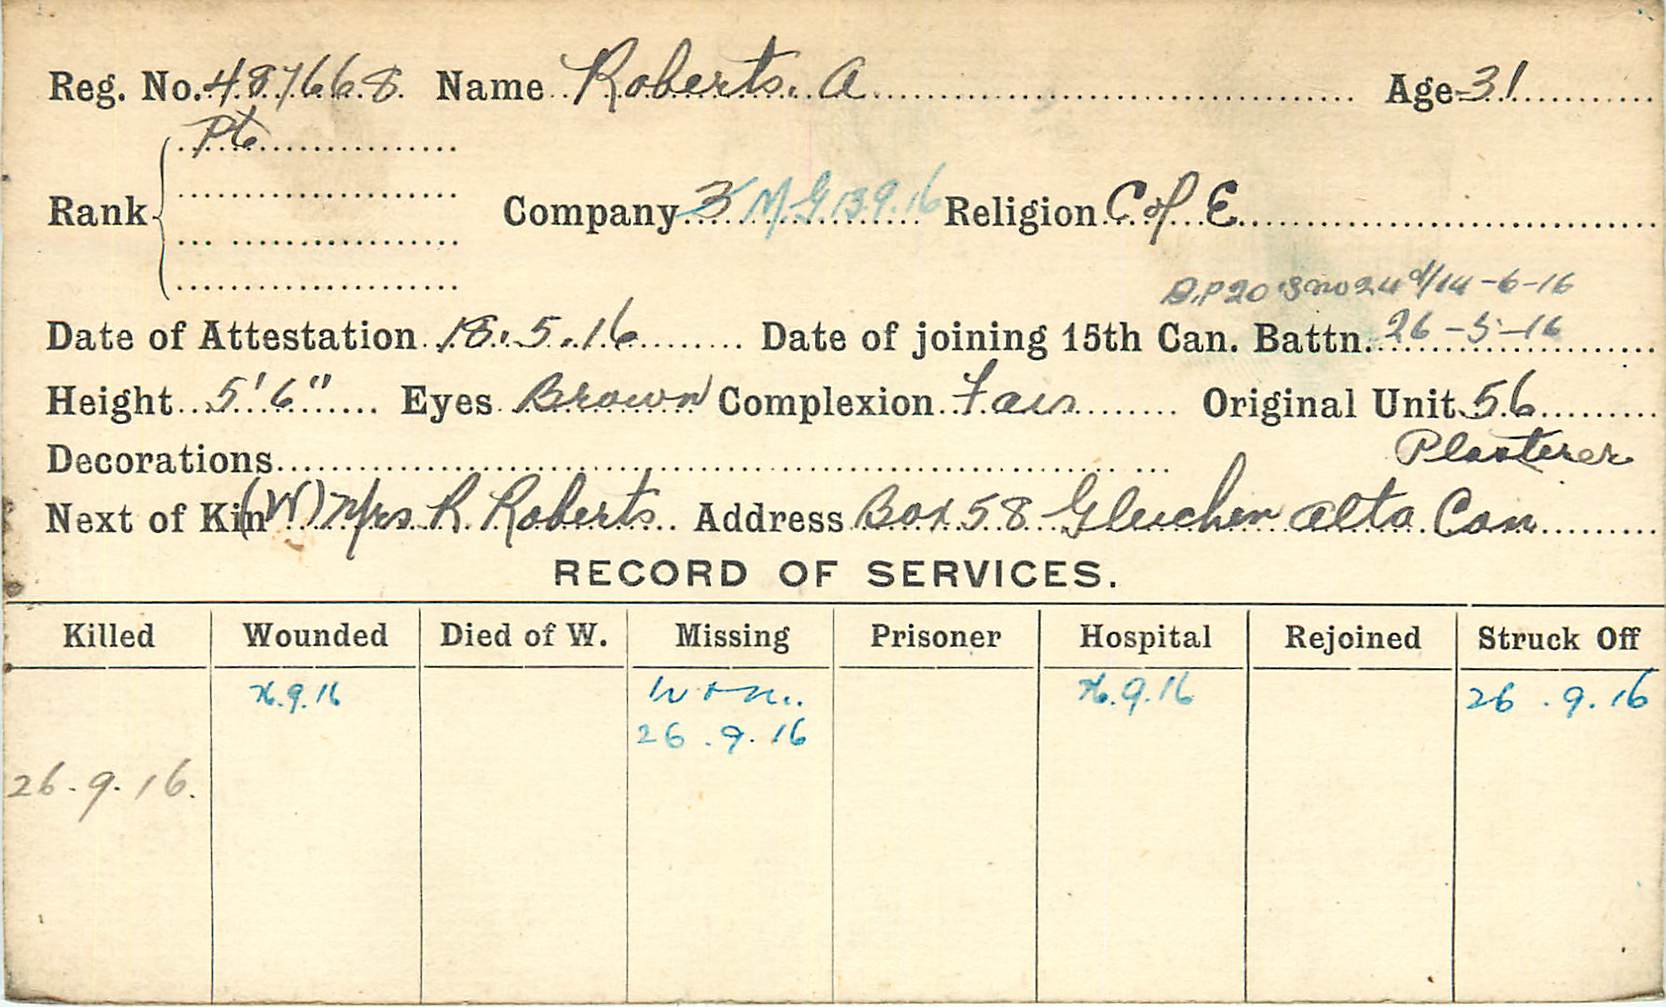 Reg. No. 487668 Name Roberts. A Age 31
Pte
Rank Company 3 M G 13.9.16 Religion C of E
24 d/14-6-16
Date of Attestation 18.5.16 Date of joining 15th Can. Battn. 26-5-16
Height 5'6" Eyes Brown Complexion Fair Original Unit 56
Decorations Plasterer
Next of Kin (W) Mrs R. Roberts Address Box 58 Gleichen Alta Can
RECORD OF SERVICES.
Killed Wounded Died of W. Missing Prisoner Hospital Rejoined Struck Off
26.9.16 W + M. 26.9.16 26.9.16
26.9.16
26.9.16.